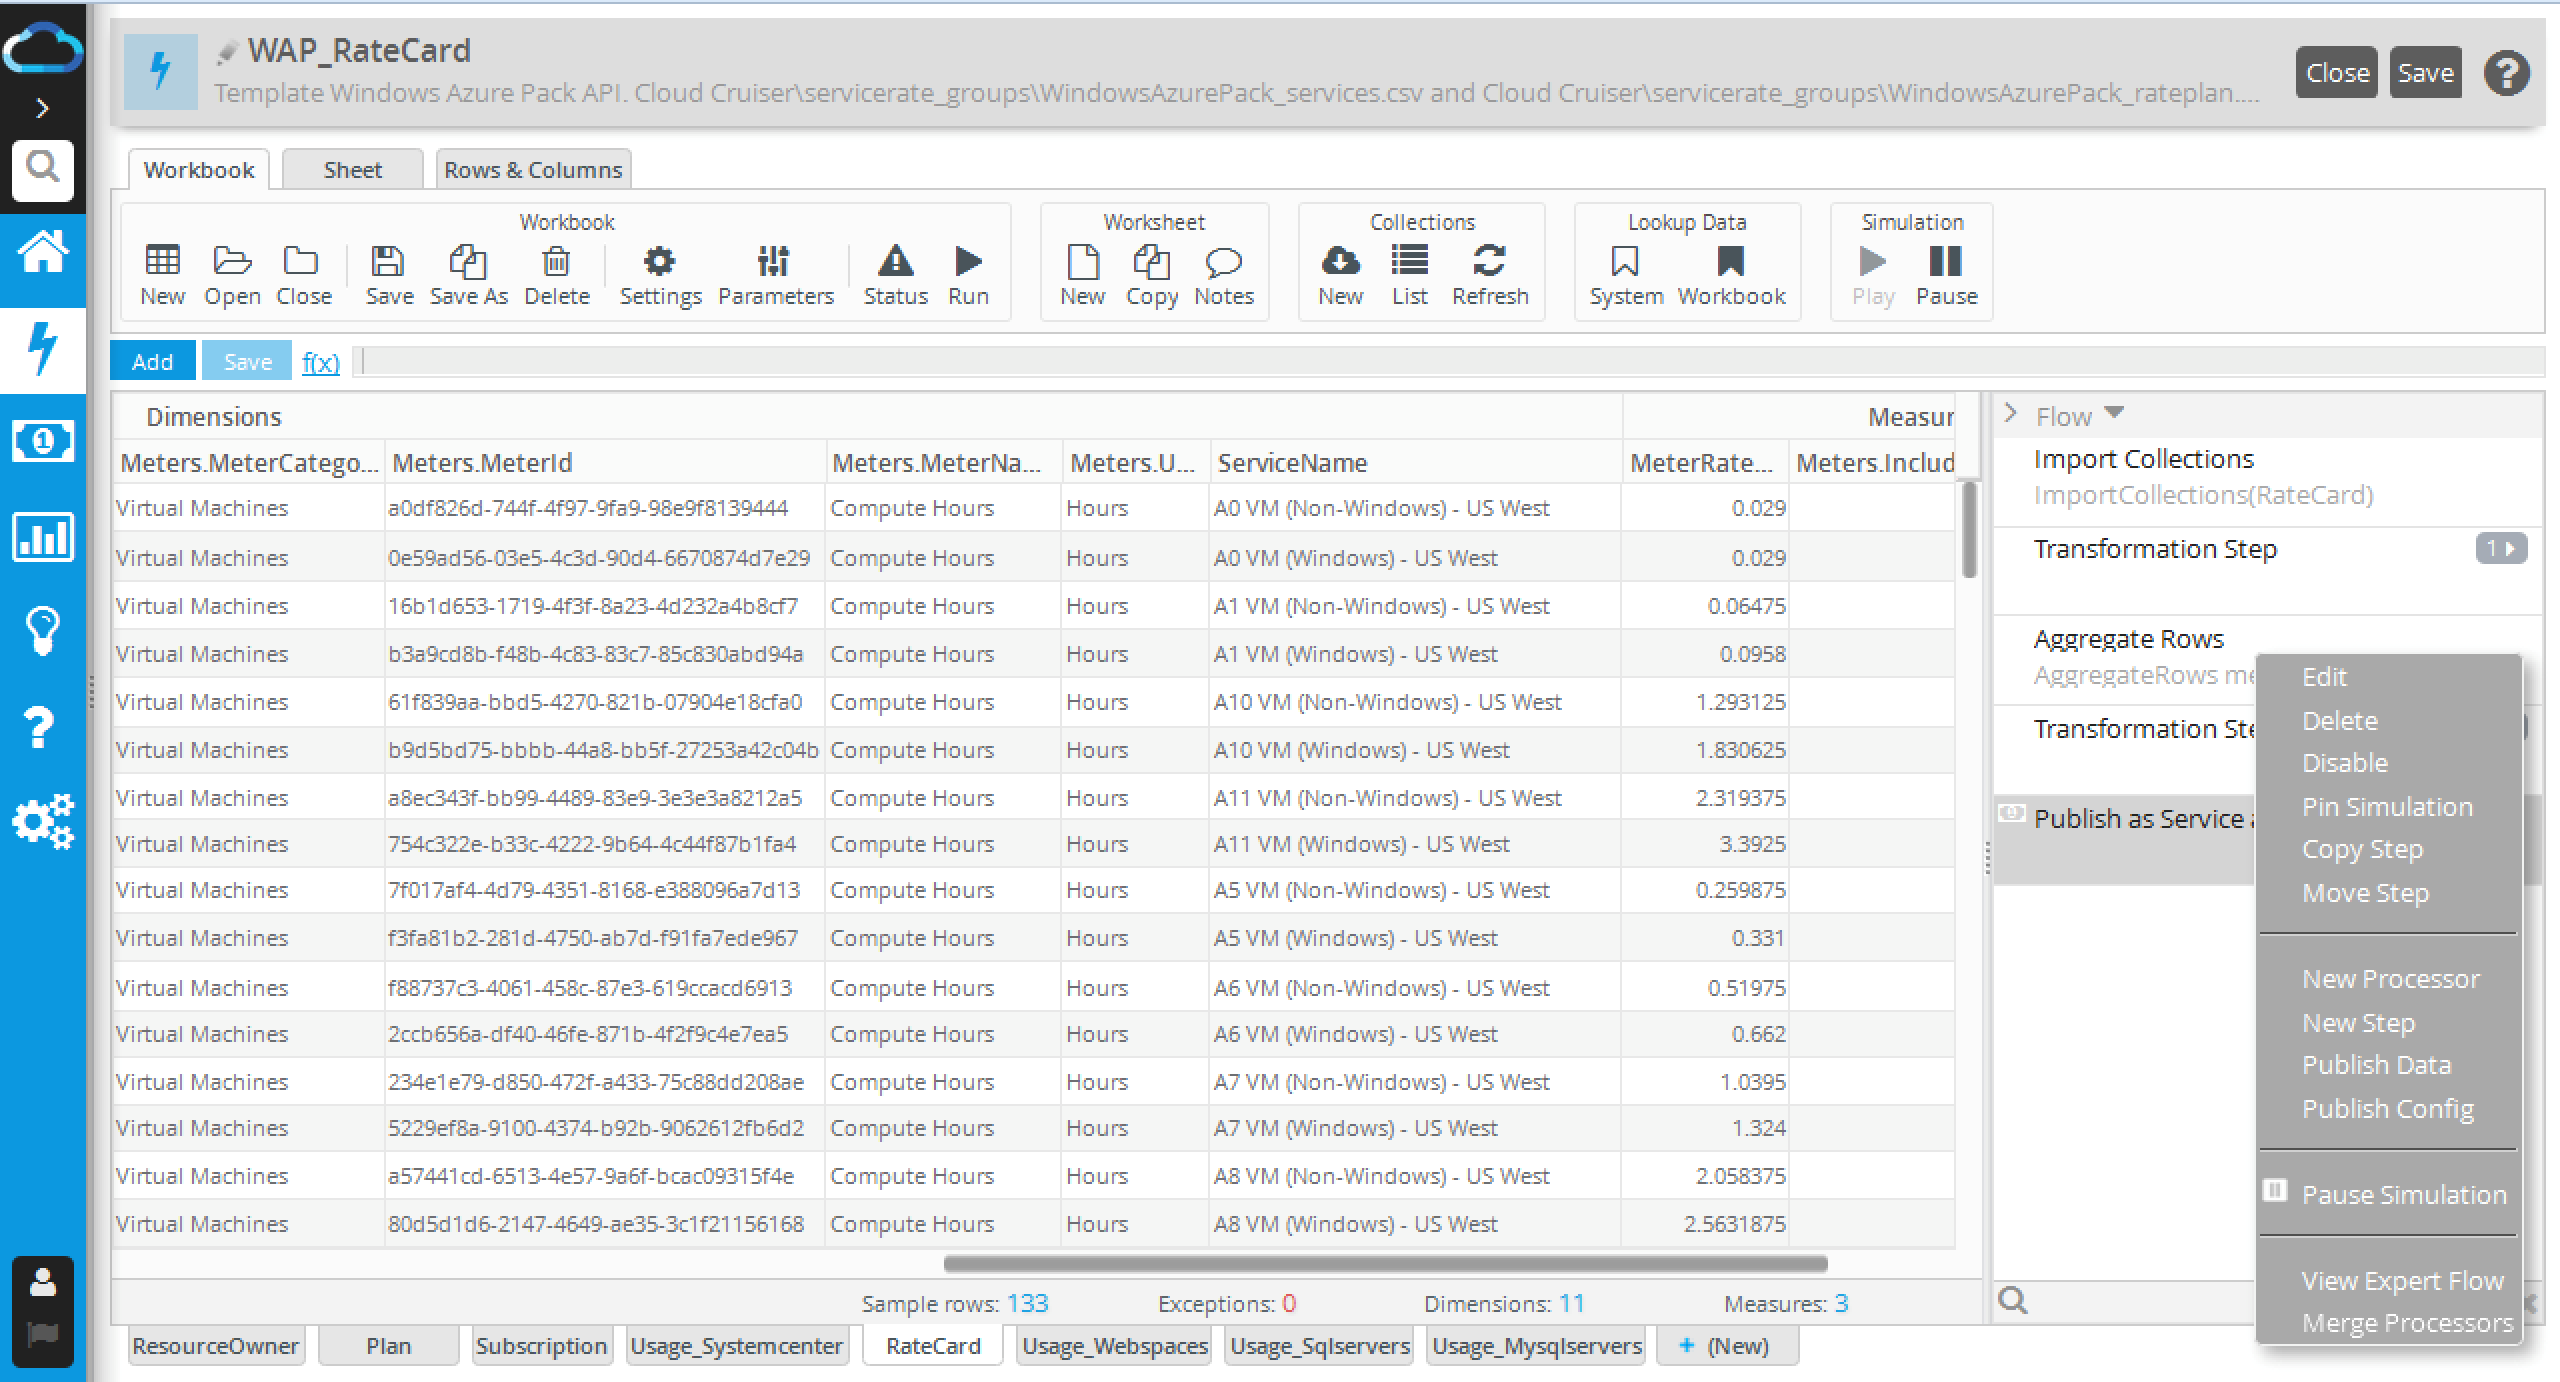 WAP_RateCard
Template Windows Azure Pack API. Cloud Cruiser\servicerate_groups\WindowsAzurePack_services.csv and Cloud Cruiser\servicerate_groups\WindowsAzurePack_rateplan....
Close Save ?
Workbook Sheet Rows & Columns
Workbook Worksheet Collections Lookup Data Simulation
New Open Close Save Save As Delete Settings Parameters Status Run New Copy Notes New List Refresh System Workbook Play Pause
Add Save f(x)
Dimensions Measur
Meters.MeterCatego... Meters.MeterId Meters.MeterNa... Meters.U... ServiceName MeterRate... Meters.Includ
Virtual Machines a0df826d-744f-4f97-9fa9-98e9f8139444 Compute Hours Hours A0 VM (Non-Windows) - US West 0.029
Virtual Machines 0e59ad56-03e5-4c3d-90d4-6670874d7e29 Compute Hours Hours A0 VM (Windows) - US West 0.029
Virtual Machines 16b1d653-1719-4f3f-8a23-4d232a4b8cf7 Compute Hours Hours A1 VM (Non-Windows) - US West 0.06475
Virtual Machines b3a9cd8b-f48b-4c83-83c7-85c830abd94a Compute Hours Hours A1 VM (Windows) - US West 0.0958
Virtual Machines 61f839aa-bbd5-4270-821b-07904e18cfa0 Compute Hours Hours A10 VM (Non-Windows) - US West 1.293125
Virtual Machines b9d5bd75-bbbb-44a8-bb5f-27253a42c04b Compute Hours Hours A10 VM (Windows) - US West 1.830625
Virtual Machines a8ec343f-bb99-4489-83e9-3e3e3a8212a5 Compute Hours Hours A11 VM (Non-Windows) - US West 2.319375
Virtual Machines 754c322e-b33c-4222-9b64-4c44f87b1fa4 Compute Hours Hours A11 VM (Windows) - US West 3.3925
Virtual Machines 7f017af4-4d79-4351-8168-e388096a7d13 Compute Hours Hours A5 VM (Non-Windows) - US West 0.259875
Virtual Machines f3fa81b2-281d-4750-ab7d-f91fa7ede967 Compute Hours Hours A5 VM (Windows) - US West 0.331
Virtual Machines f88737c3-4061-458c-87e3-619ccacd6913 Compute Hours Hours A6 VM (Non-Windows) - US West 0.51975
Virtual Machines 2ccb656a-df40-46fe-871b-4f2f9c4e7ea5 Compute Hours Hours A6 VM (Windows) - US West 0.662
Virtual Machines 234e1e79-d850-472f-a433-75c88dd208ae Compute Hours Hours A7 VM (Non-Windows) - US West 1.0395
Virtual Machines 5229ef8a-9100-4374-b92b-9062612fb6d2 Compute Hours Hours A7 VM (Windows) - US West 1.324
Virtual Machines a57441cd-6513-4e57-9a6f-bcac09315f4e Compute Hours Hours A8 VM (Non-Windows) - US West 2.058375
Virtual Machines 80d5d1d6-2147-4649-ae35-3c1f21156168 Compute Hours Hours A8 VM (Windows) - US West 2.5631875
Sample rows: 133 Exceptions: 0 Dimensions: 11 Measures: 3
ResourceOwner Plan Subscription Usage_Systemcenter RateCard Usage_Webspaces Usage_Sqlservers Usage_Mysqlservers + (New)
Flow
Import Collections
ImportCollections(RateCard)
Transformation Step 1
Aggregate Rows
AggregateRows me
Transformation Ste
Publish as Service a
Edit
Delete
Disable
Pin Simulation
Copy Step
Move Step
New Processor
New Step
Publish Data
Publish Config
Pause Simulation
View Expert Flow
Merge Processors